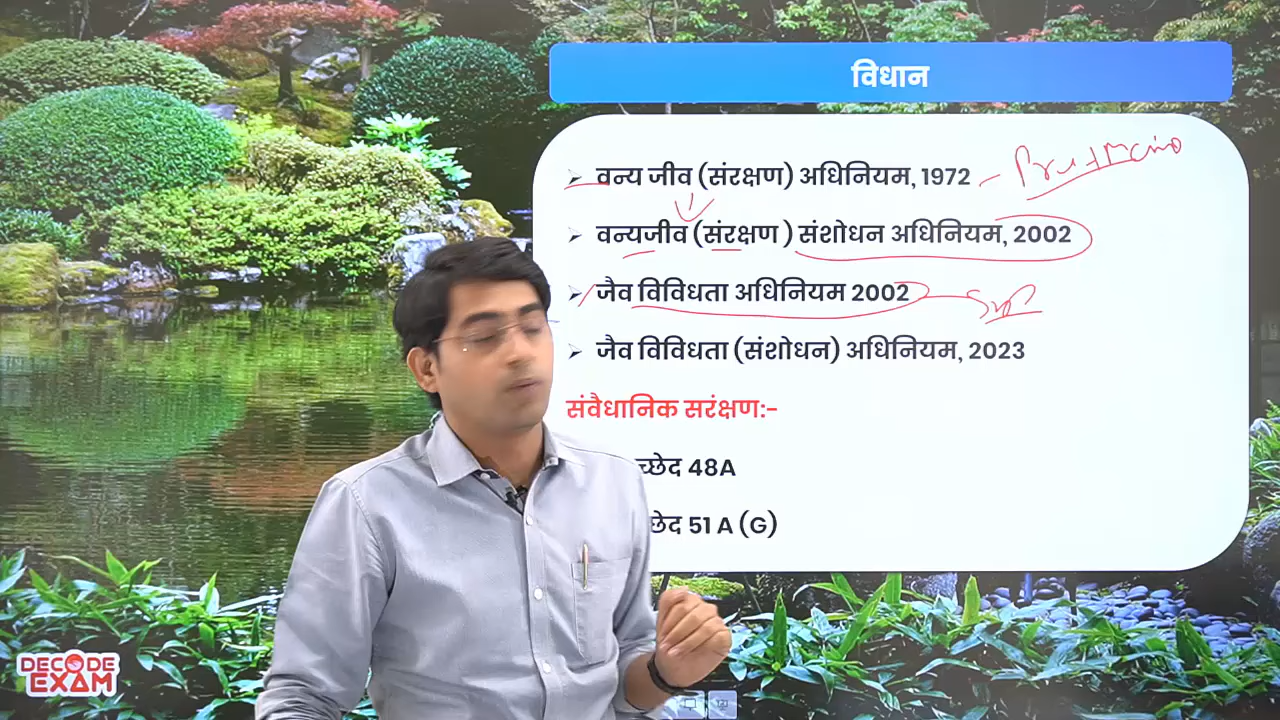 विधान
वन्य जीव (संरक्षण) अधिनियम, 1972
वन्यजीव (संरक्षण ) संशोधन अधिनियम, 2002
जैव विविधता अधिनियम 2002
जैव विविधता (संशोधन) अधिनियम, 2023
संवैधानिक सरंक्षण:-
च्छेद 48A
छेद 51 A (G)
DECODE
EXAM